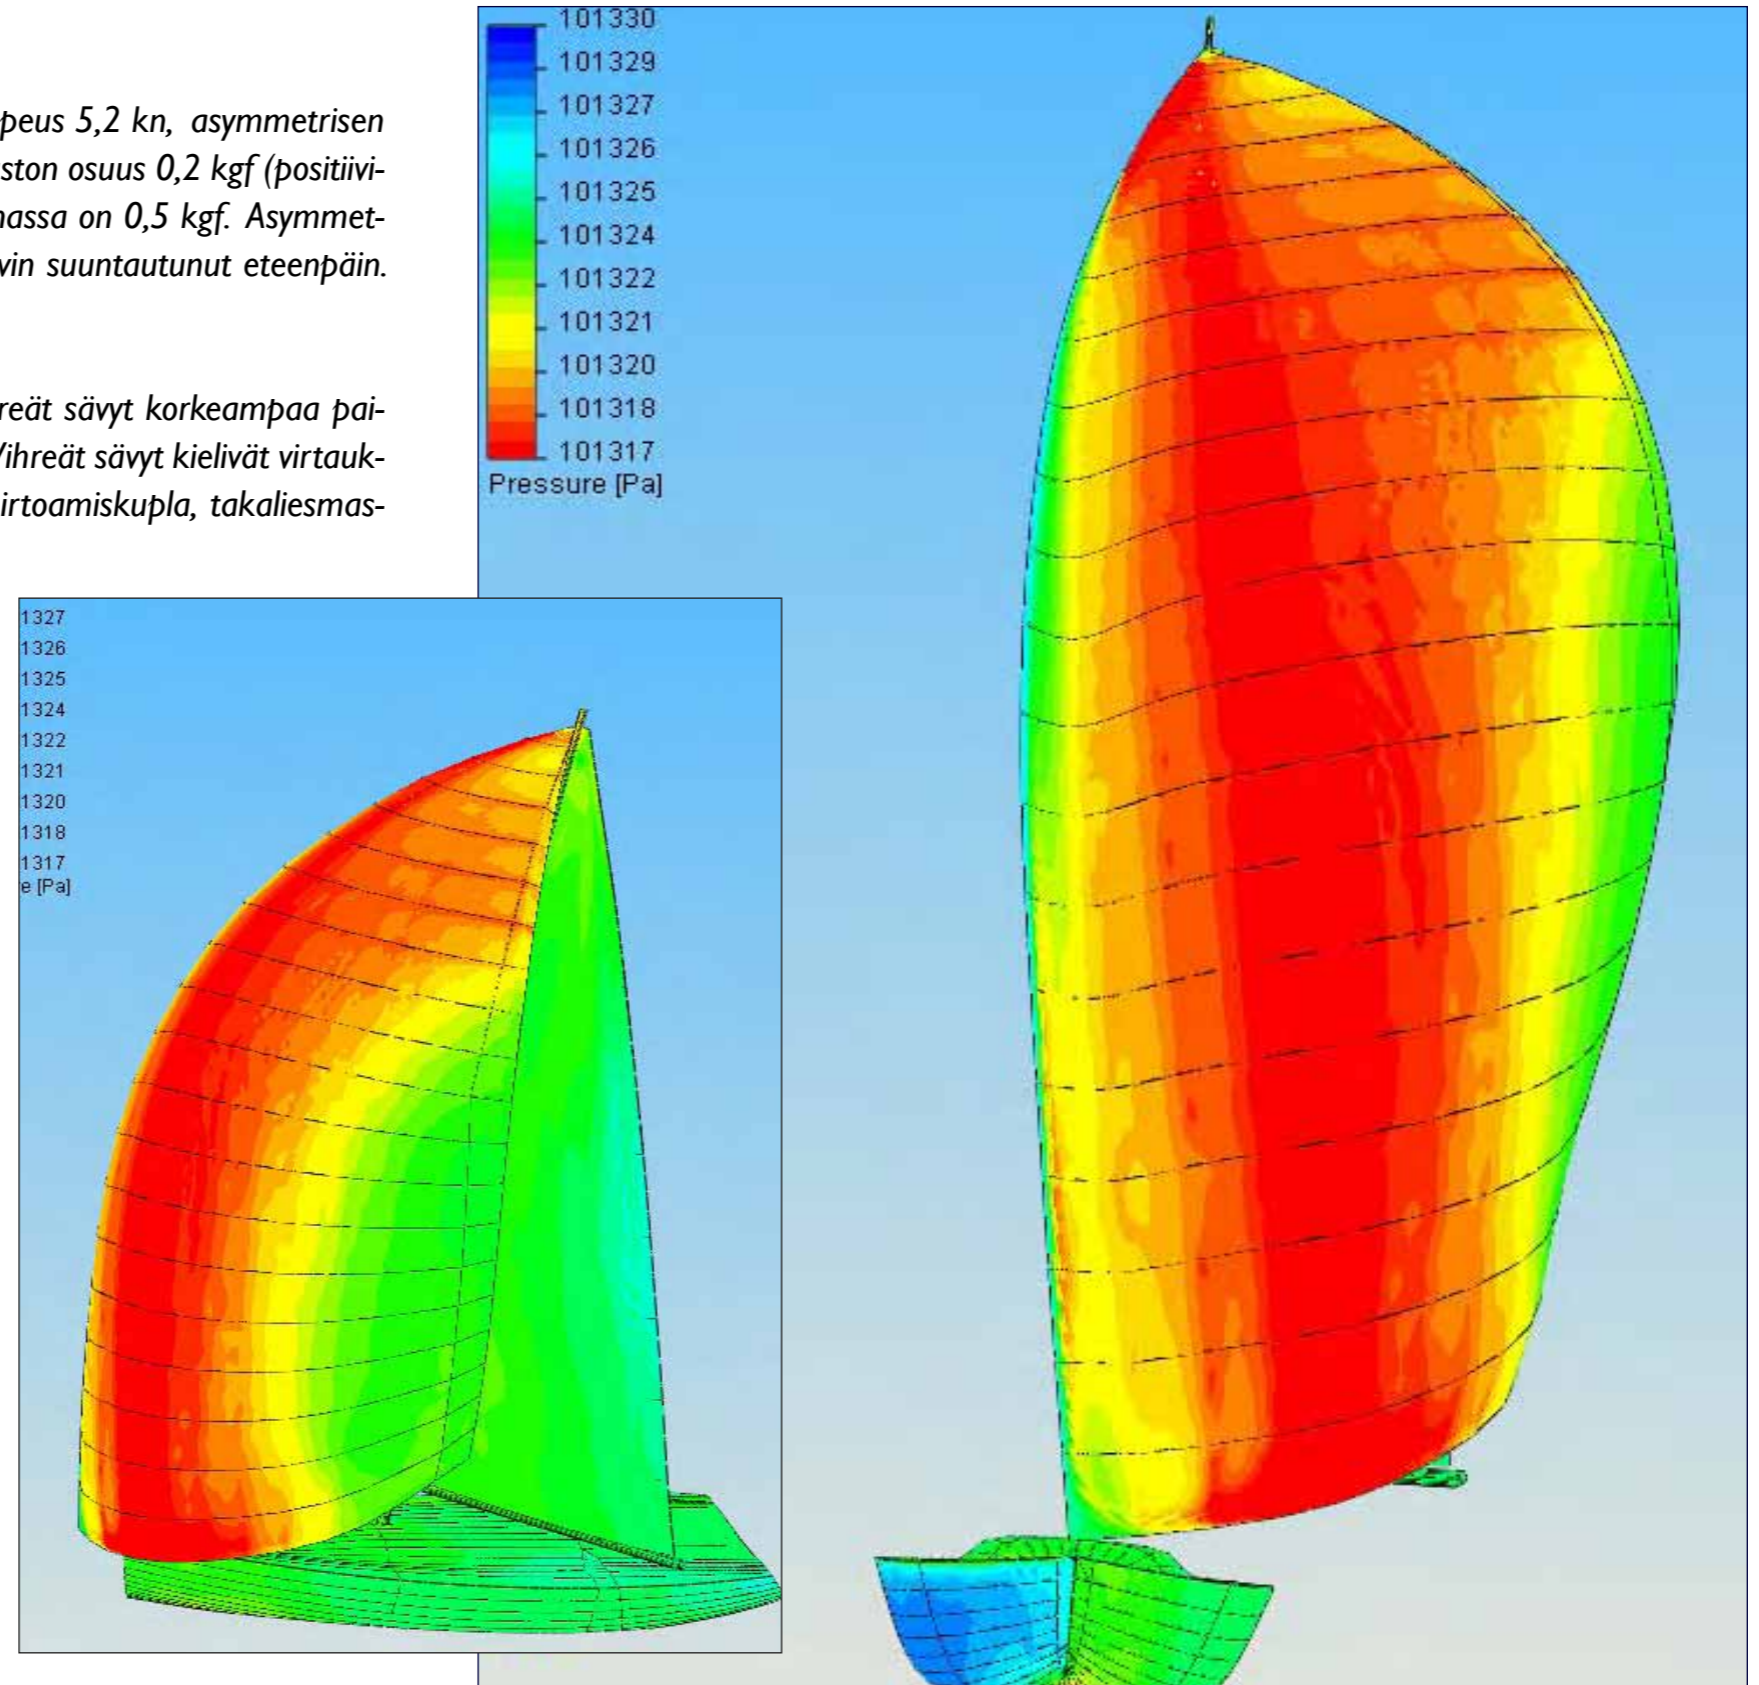 peus 5,2 kn, asymmetrisen
ston osuus 0,2 kgf (positiivi-
nassa on 0,5 kgf. Asymmet-
vin suuntautunut eteenpäin.
reät sävyt korkeampaa pai-
Vihreät sävyt kielivät virtauk-
irtoamiskupla, takaliesmas-
101330
101329
101327
101326
101325
101324
101322
101321
101320
101318
101317
Pressure [Pa]
1327
1326
1325
1324
1322
1321
1320
1318
1317
e [Pa]